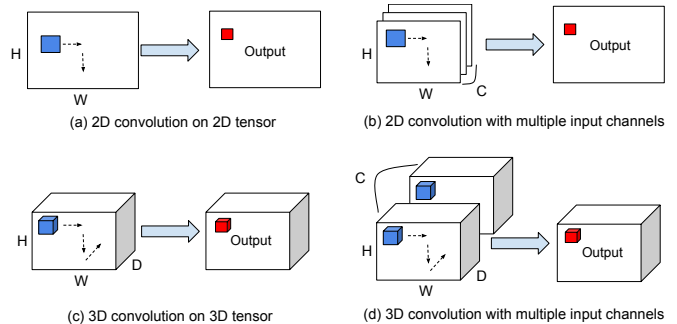 H
W
Output
(a) 2D convolution on 2D tensor
H
W
C
Output
(b) 2D convolution with multiple input channels
H
W
D
Output
(c) 3D convolution on 3D tensor
C
H
W
D
Output
(d) 3D convolution with multiple input channels